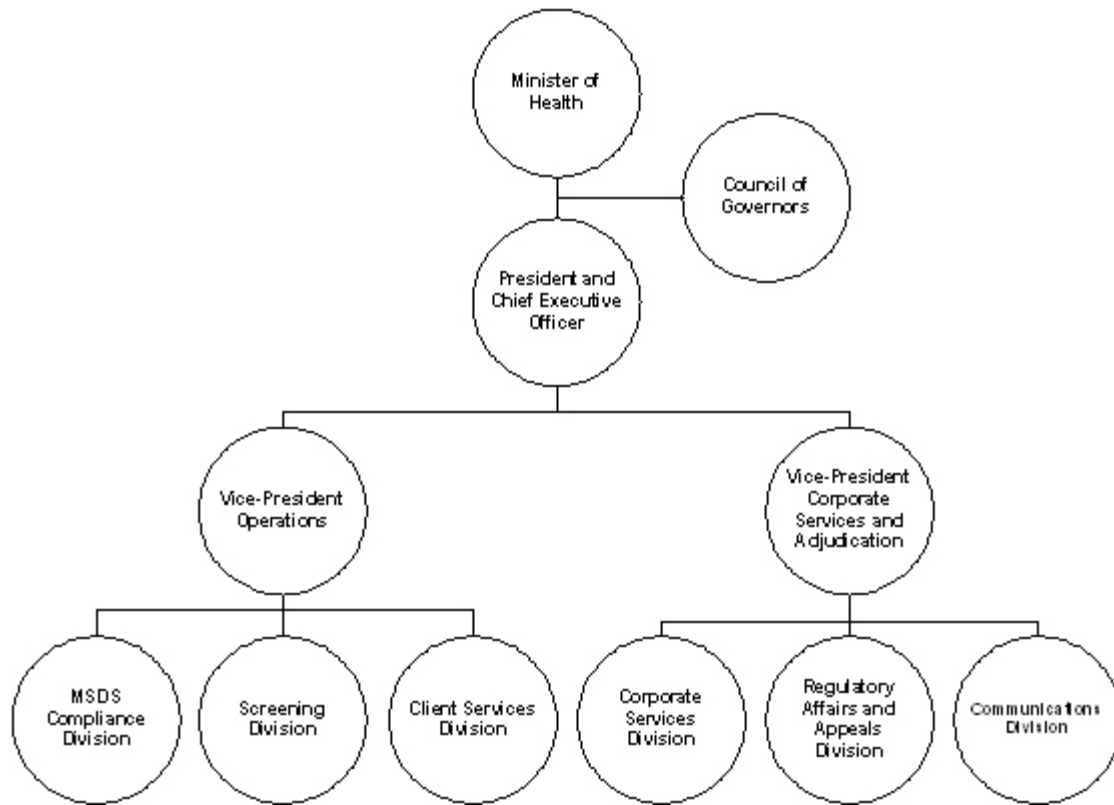 Minister of
Health
Council of
Governors
President and
Chief Executive
Officer
Vice-President
Operations
Vice-President
Corporate
Services and
Adjudication
MSDS
Compliance
Division
Screening
Division
Client Services
Division
Corporate
Services
Division
Regulatory
Affairs and
Appeals
Division
Communications
Division